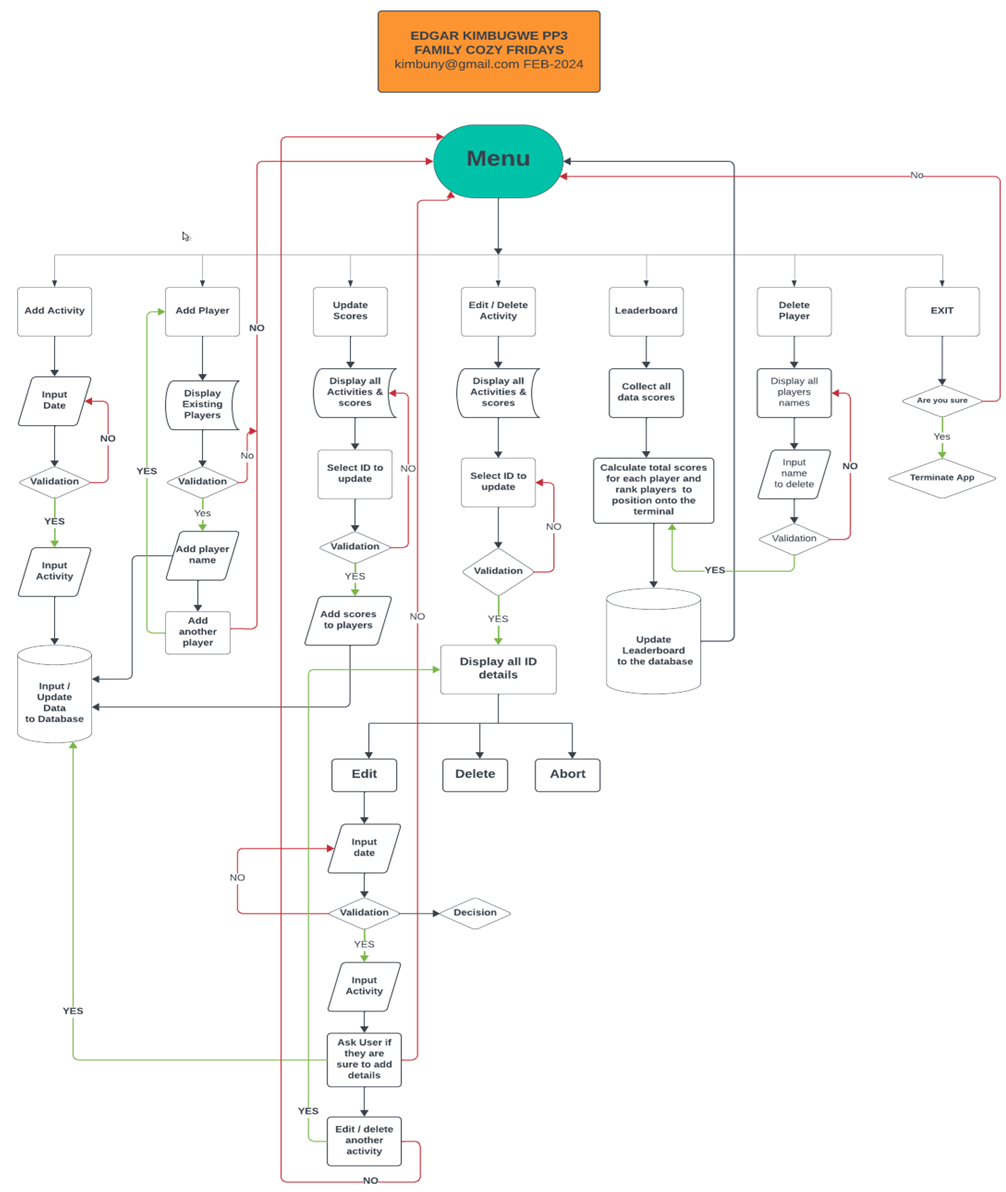 EDGAR KIMBUGWE PP3
FAMILY COZY FRIDAYS
kimbuny@gmail.com FEB-2024
Menu
No
Add Activity
Add Player
Update
Scores
Edit / Delete
Activity
Leaderboard
Delete
Player
EXIT
NO
Input
Date
Display
Existing
Players
Display all
Activities &
scores
Display all
Activities &
scores
Collect all
data scores
Display all
players
names
Are you sure
NO
No
YES
Yes
Validation
Validation
Select ID to
update
NO
Select ID to
update
NO
Calculate total scores
for each player and
rank players to
position onto the
terminal
Input
name
to delete
NO
Terminate App
YES
Yes
Validation
Validation
Validation
YES
Input
Activity
Add player
name
YES
Add scores
to players
NO
YES
Add
another
player
Display all ID
details
Update
Leaderboard
to the database
Input /
Update
Data
to Database
Edit
Delete
Abort
Input
date
NO
Validation
Decision
YES
Input
Activity
YES
Ask User if
they are
sure to add
details
YES
Edit / delete
another
activity
NO